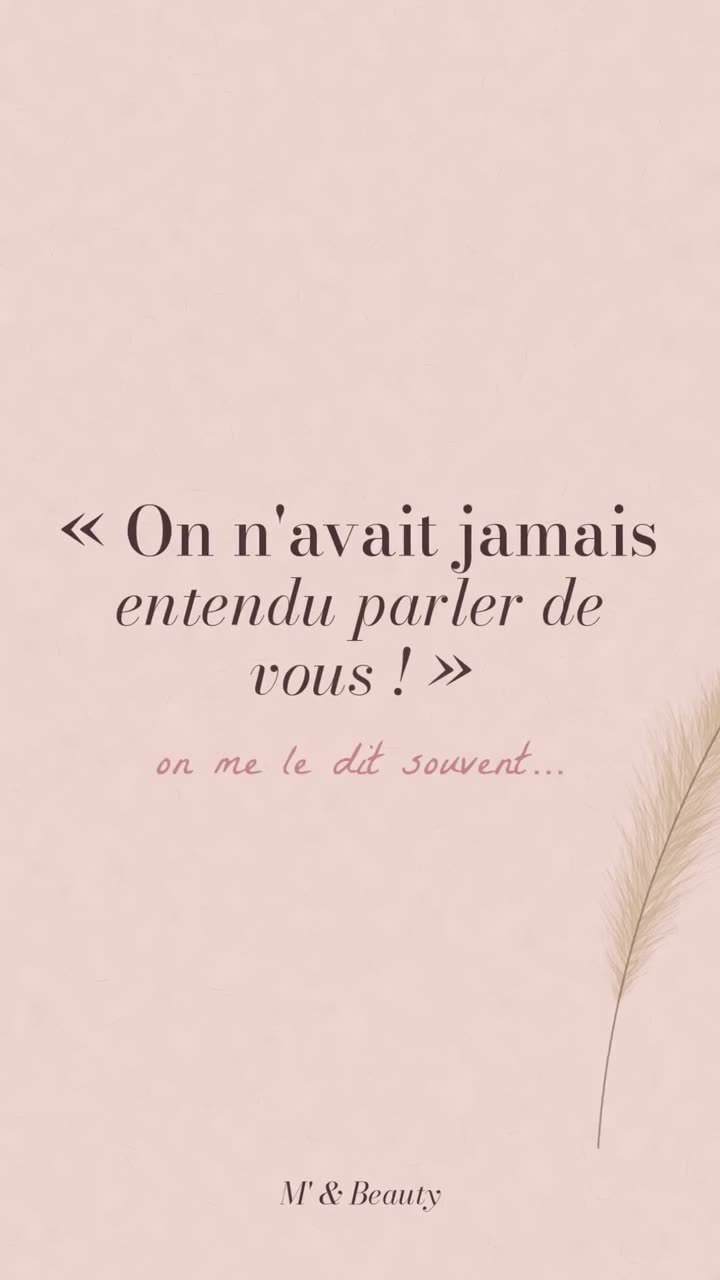 « On n'avait jamais
entendu parler de
vous ! »
on me le dit souvent...
M' & Beauty